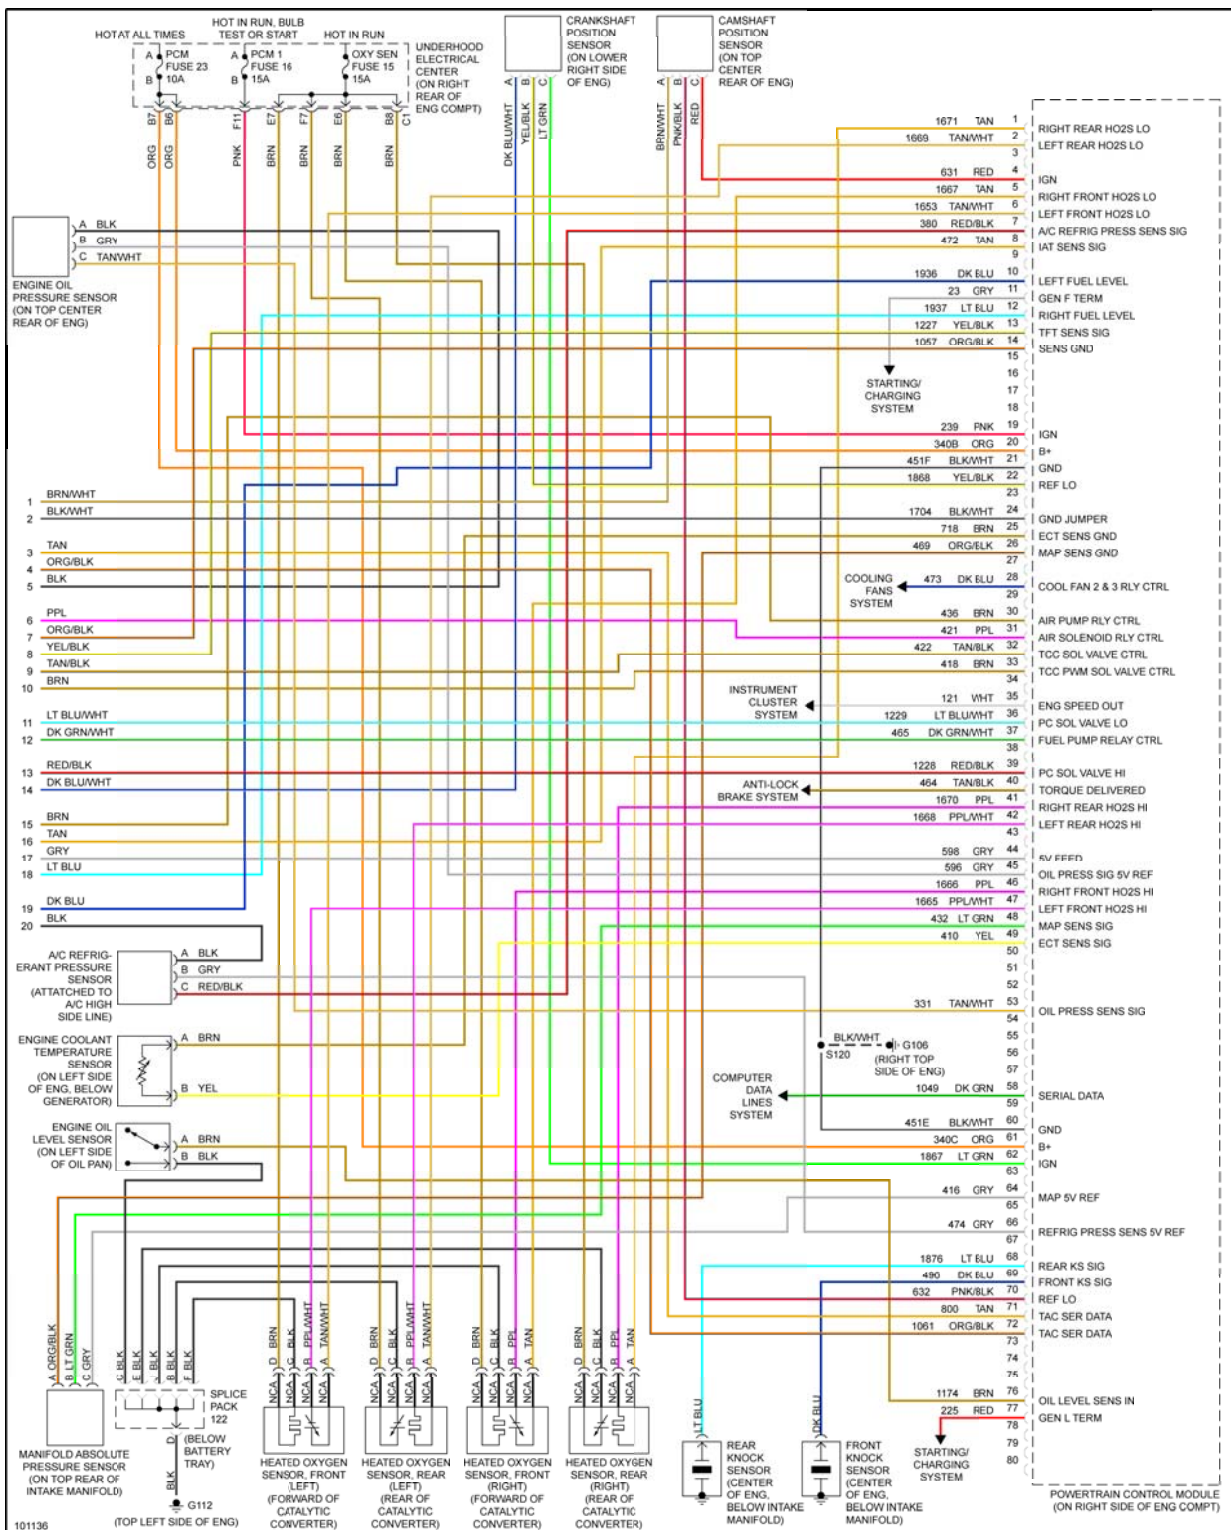 HOT AT ALL TIMES
HOT IN RUN, BULB
TEST OR START
HOT IN RUN
A PCM
FUSE 23
B 10A
A PCM 1
FUSE 16
B 15A
OXY SEN
FUSE 15
15A
UNDERHOOD
ELECTRICAL
CENTER
(ON RIGHT
REAR OF
ENG COMPT)
B7 B6 F11 E7 F7 E6 B8 C1
ORG ORG PNK BRN BRN BRN BRN
CRANKSHAFT
POSITION
SENSOR
(ON LOWER
RIGHT SIDE
OF ENG)
A B C
DK BLU/WHT YEL/BLK LT GRN
CAMSHAFT
POSITION
SENSOR
(ON TOP
CENTER
REAR OF ENG)
A B C
BRN/WHT PNK/BLK RED
A BLK
B GRY
C TAN/WHT
ENGINE OIL
PRESSURE SENSOR
(ON TOP CENTER
REAR OF ENG)
1671 TAN 1 RIGHT REAR HO2S LO
1669 TAN/WHT 2 LEFT REAR HO2S LO
3
631 RED 4 IGN
1667 TAN 5 RIGHT FRONT HO2S LO
1653 TAN/WHT 6 LEFT FRONT HO2S LO
380 RED/BLK 7 A/C REFRIG PRESS SENS SIG
472 TAN 8 IAT SENS SIG
9
1936 DK BLU 10 LEFT FUEL LEVEL
23 GRY 11 GEN F TERM
1937 LT BLU 12 RIGHT FUEL LEVEL
1227 YEL/BLK 13 TFT SENS SIG
1057 ORG/BLK 14 SENS GND
15
16
17
18
STARTING/
CHARGING
SYSTEM
239 PNK 19 IGN
340B ORG 20 B+
451F BLK/WHT 21 GND
1868 YEL/BLK 22 REF LO
23
1704 BLK/WHT 24 GND JUMPER
718 BRN 25 ECT SENS GND
469 ORG/BLK 26 MAP SENS GND
27
COOLING
FANS
SYSTEM
473 DK BLU 28 COOL FAN 2 & 3 RLY CTRL
29
436 BRN 30 AIR PUMP RLY CTRL
421 PPL 31 AIR SOLENOID RLY CTRL
422 TAN/BLK 32 TCC SOL VALVE CTRL
418 BRN 33 TCC PWM SOL VALVE CTRL
34
INSTRUMENT
CLUSTER
SYSTEM
121 WHT 35 ENG SPEED OUT
1229 LT BLU/WHT 36 PC SOL VALVE LO
465 DK GRN/WHT 37 FUEL PUMP RELAY CTRL
38
1228 RED/BLK 39 PC SOL VALVE HI
ANTI-LOCK
BRAKE SYSTEM
464 TAN/BLK 40 TORQUE DELIVERED
1670 PPL 41 RIGHT REAR HO2S HI
1668 PPL/WHT 42 LEFT REAR HO2S HI
43
598 GRY 44 5V FEED
596 GRY 45 OIL PRESS SIG 5V REF
1666 PPL 46 RIGHT FRONT HO2S HI
1665 PPL/WHT 47 LEFT FRONT HO2S HI
432 LT GRN 48 MAP SENS SIG
410 YEL 49 ECT SENS SIG
50
51
52
331 TAN/WHT 53 OIL PRESS SENS SIG
54
55
56
57
BLK/WHT
S120
G106
(RIGHT TOP
SIDE OF ENG)
COMPUTER
DATA
LINES
SYSTEM
1049 DK GRN 58 SERIAL DATA
59
451E BLK/WHT 60 GND
340C ORG 61 B+
1867 LT GRN 62 IGN
63
416 GRY 64 MAP 5V REF
65
474 GRY 66 REFRIG PRESS SENS 5V REF
67
1876 LT BLU 68 REAR KS SIG
490 DK BLU 69 FRONT KS SIG
632 PNK/BLK 70 REF LO
800 TAN 71 TAC SER DATA
1061 ORG/BLK 72 TAC SER DATA
73
74
75
1174 BRN 76 OIL LEVEL SENS IN
225 RED 77 GEN L TERM
78
79
80
STARTING/
CHARGING
SYSTEM
POWERTRAIN CONTROL MODULE
(ON RIGHT SIDE OF ENG COMPT)
1 BRN/WHT
2 BLK/WHT
3 TAN
4 ORG/BLK
5 BLK
6 PPL
7 ORG/BLK
8 YEL/BLK
9 TAN/BLK
10 BRN
11 LT BLU/WHT
12 DK GRN/WHT
13 RED/BLK
14 DK BLU/WHT
15 BRN
16 TAN
17 GRY
18 LT BLU
19 DK BLU
20 BLK
A/C REFRIG-
ERANT PRESSURE
SENSOR
(ATTATCHED TO
A/C HIGH
SIDE LINE)
A BLK
B GRY
C RED/BLK
ENGINE COOLANT
TEMPERATURE
SENSOR
(ON LEFT SIDE
OF ENG, BELOW
GENERATOR)
A BRN
B YEL
ENGINE OIL
LEVEL SENSOR
(ON LEFT SIDE
OF OIL PAN)
A BRN
B BLK
A ORG/BLK
B LT GRN
C GRY
MANIFOLD ABSOLUTE
PRESSURE SENSOR
(ON TOP REAR OF
INTAKE MANIFOLD)
BLK
E BLK
BLK
B BLK
F BLK
SPLICE
PACK
122
(BELOW
BATTERY
TRAY)
D
BLK
G112
(TOP LEFT SIDE OF ENG)
D BRN C BLK B PPL/WHT A TAN/WHT
NCA NCA NCA NCA
HEATED OXYGEN
SENSOR, FRONT
(LEFT)
(FORWARD OF
CATALYTIC
CONVERTER)
D BRN C BLK B PPL/WHT A TAN/WHT
NCA NCA NCA NCA
HEATED OXYGEN
SENSOR, REAR
(LEFT)
(REAR OF
CATALYTIC
CONVERTER)
D BRN C BLK B PPL A TAN
NCA NCA NCA NCA
HEATED OXYGEN
SENSOR, FRONT
(RIGHT)
(FORWARD OF
CATALYTIC
CONVERTER)
D BRN C BLK B PPL A TAN
NCA NCA NCA NCA
HEATED OXYGEN
SENSOR, REAR
(RIGHT)
(REAR OF
CATALYTIC
CONVERTER)
LT BLU
REAR
KNOCK
SENSOR
(CENTER
OF ENG,
BELOW INTAKE
MANIFOLD)
DK BLU
FRONT
KNOCK
SENSOR
(CENTER
OF ENG,
BELOW INTAKE
MANIFOLD)
101136